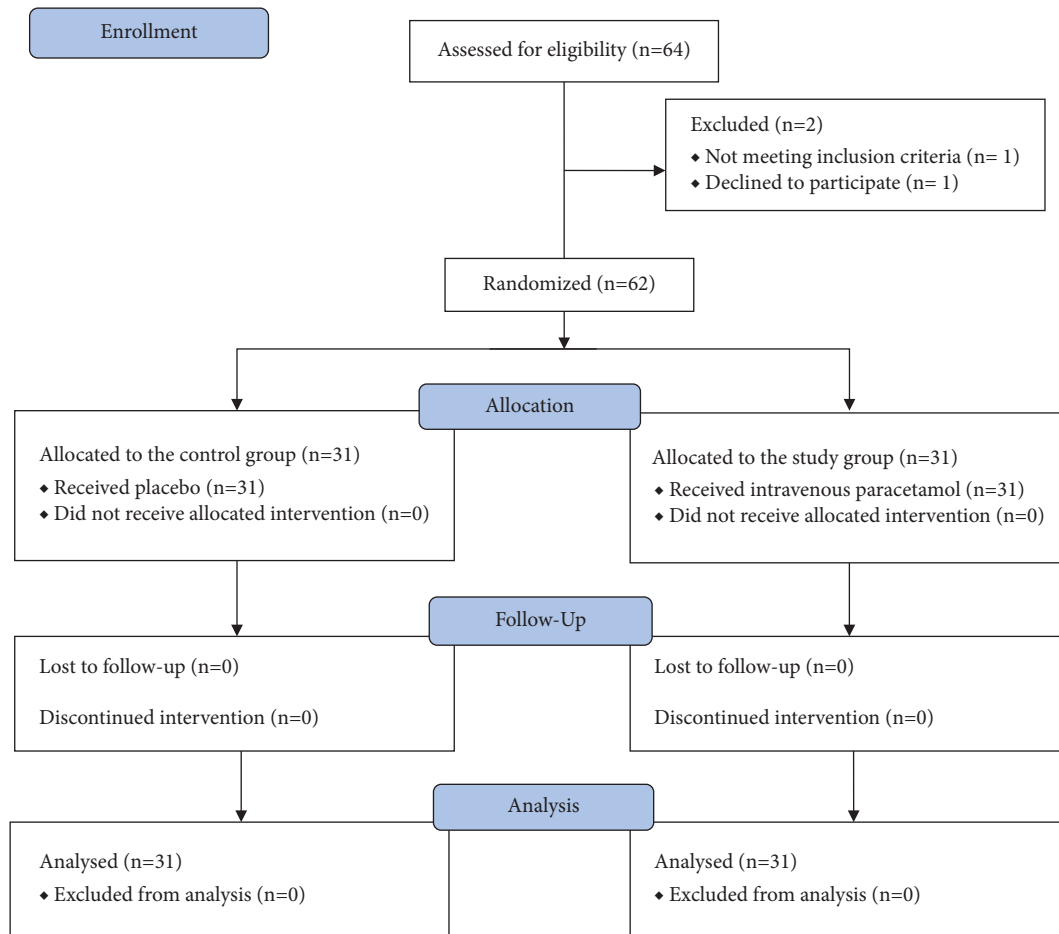 Enrollment
Assessed for eligibility (n=64)
Excluded (n=2)
◆ Not meeting inclusion criteria (n= 1)
◆ Declined to participate (n= 1)
Randomized (n=62)
Allocation
Allocated to the control group (n=31)
◆ Received placebo (n=31)
◆ Did not receive allocated intervention (n=0)
Allocated to the study group (n=31)
◆ Received intravenous paracetamol (n=31)
◆ Did not receive allocated intervention (n=0)
Follow-Up
Lost to follow-up (n=0)
Discontinued intervention (n=0)
Lost to follow-up (n=0)
Discontinued intervention (n=0)
Analysis
Analysed (n=31)
◆ Excluded from analysis (n=0)
Analysed (n=31)
◆ Excluded from analysis (n=0)